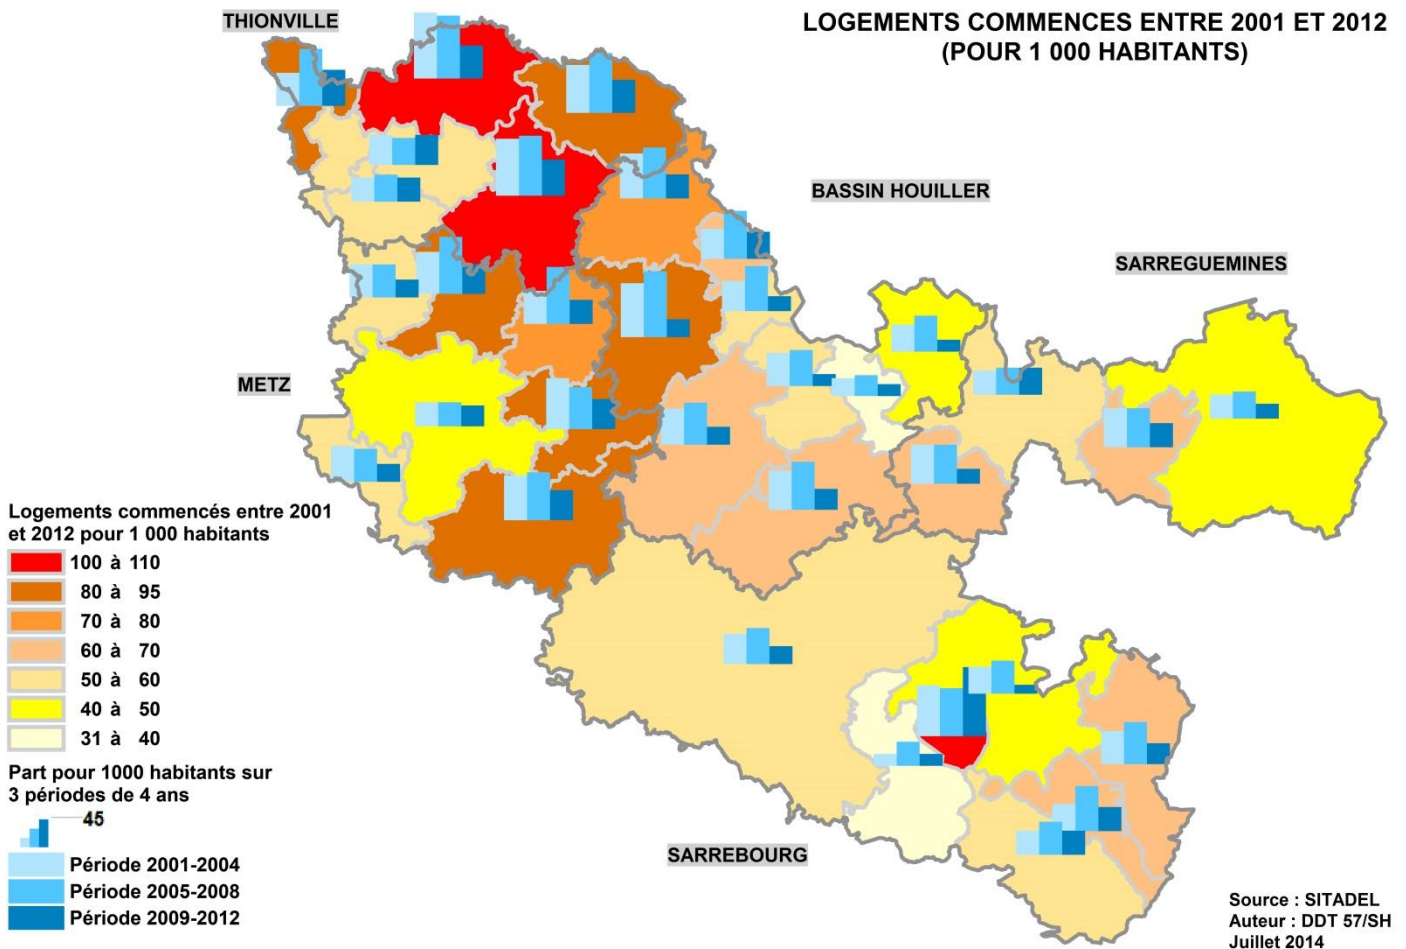 LOGEMENTS COMMENCES ENTRE 2001 ET 2012
(POUR 1 000 HABITANTS)
THIONVILLE
BASSIN HOUILLER
SARREGUEMINES
METZ
SARREBOURG
Logements commencés entre 2001
et 2012 pour 1 000 habitants
100 à 110
80 à 95
70 à 80
60 à 70
50 à 60
40 à 50
31 à 40
Part pour 1000 habitants sur
3 périodes de 4 ans
45
Période 2001-2004
Période 2005-2008
Période 2009-2012
Source : SITADEL
Auteur : DDT 57/SH
Juillet 2014